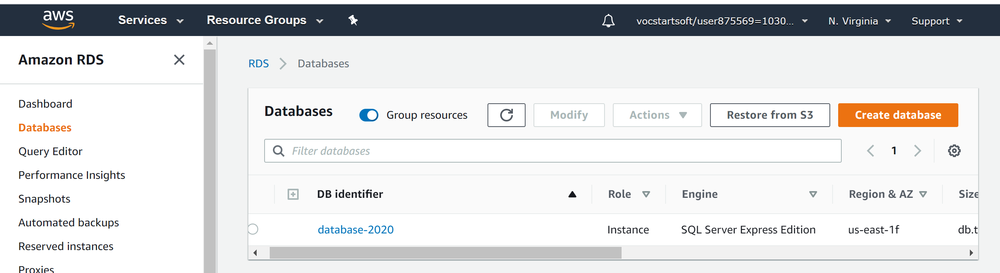 aws Services Resource Groups vocstartsoft/user875569=1030... N. Virginia Support
Amazon RDS
Dashboard
Databases
Query Editor
Performance Insights
Snapshots
Automated backups
Reserved instances
Proxies
RDS Databases
Databases Group resources Modify Actions Restore from S3 Create database
Filter databases 1
DB identifier Role Engine Region & AZ Size
database-2020 Instance SQL Server Express Edition us-east-1f db.t